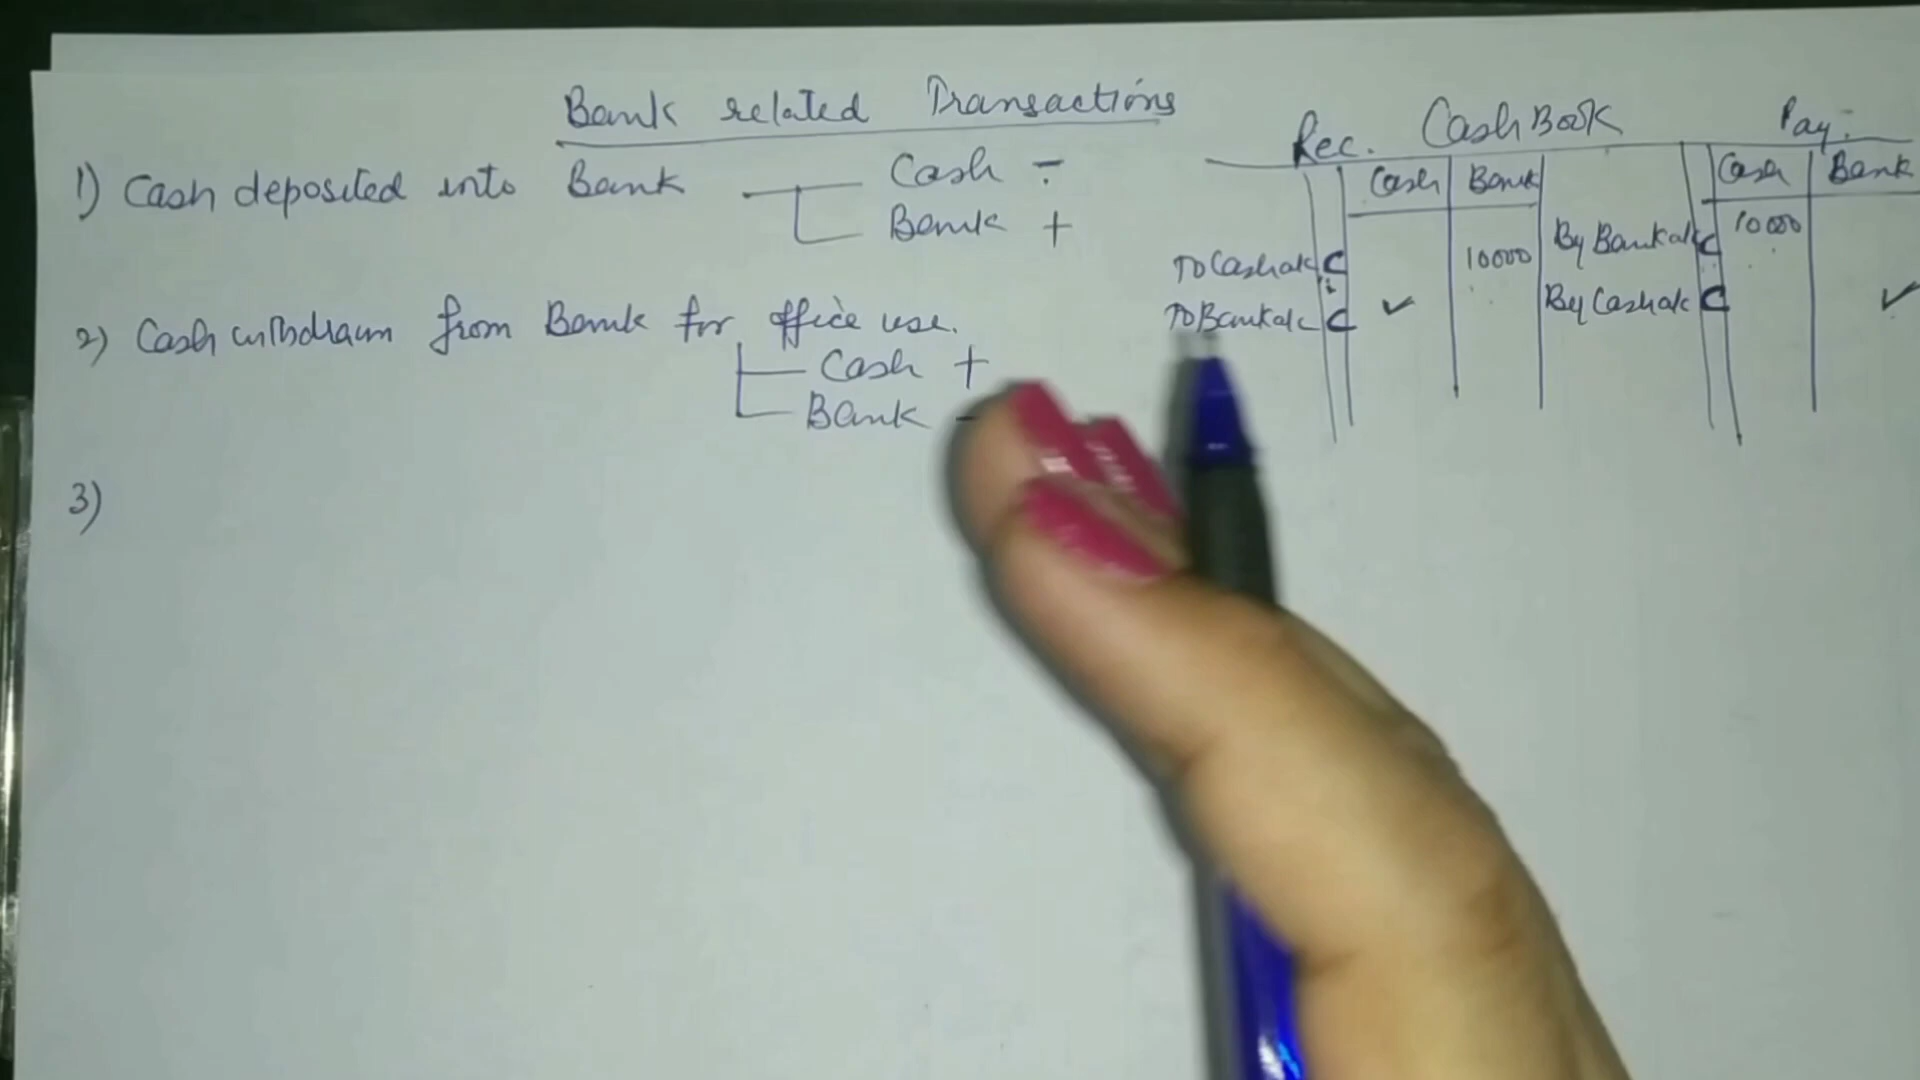 Bank related Transactions
1) Cash deposited into Bank
Cash -
Bank +
2) Cash withdrawn from Bank for office use.
Cash +
Bank -
3)
Rec. Cash Book Pay.
Cash Bank Cash Bank
To Cash a/c C 10000 By Bank a/c C 10000
To Bank a/c C ✓ By Cash a/c C ✓